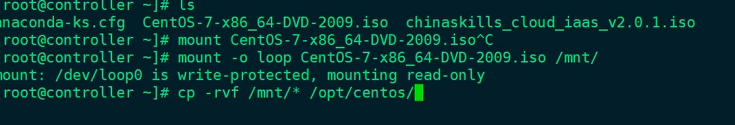 root@controller ~]# ls
anaconda-ks.cfg  CentOS-7-x86_64-DVD-2009.iso  chinaskills_cloud_iaas_v2.0.1.iso
root@controller ~]# mount CentOS-7-x86_64-DVD-2009.iso^C
root@controller ~]# mount -o loop CentOS-7-x86_64-DVD-2009.iso /mnt/
mount: /dev/loop0 is write-protected, mounting read-only
root@controller ~]# cp -rvf /mnt/* /opt/centos/